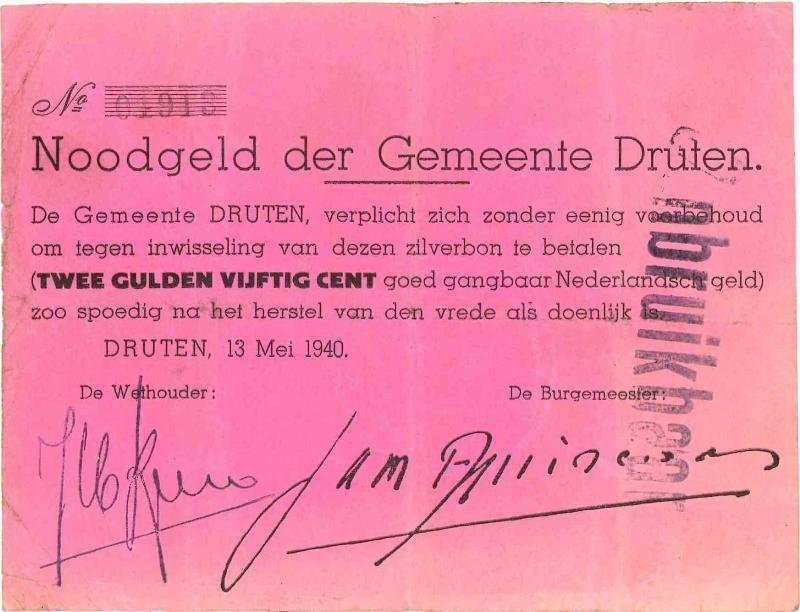 No 01913
Noodgeld der Gemeente Druten.
De Gemeente DRUTEN, verplicht zich zonder eenig voorbehoud
om tegen inwisseling van dezen zilverbon te betalen
(TWEE GULDEN VIJFTIG CENT goed gangbaar Nederlandsch geld)
zoo spoedig na het herstel van den vrede als doenlijk is.
DRUTEN, 13 Mei 1940.
De Wethouder:
De Burgemeester: